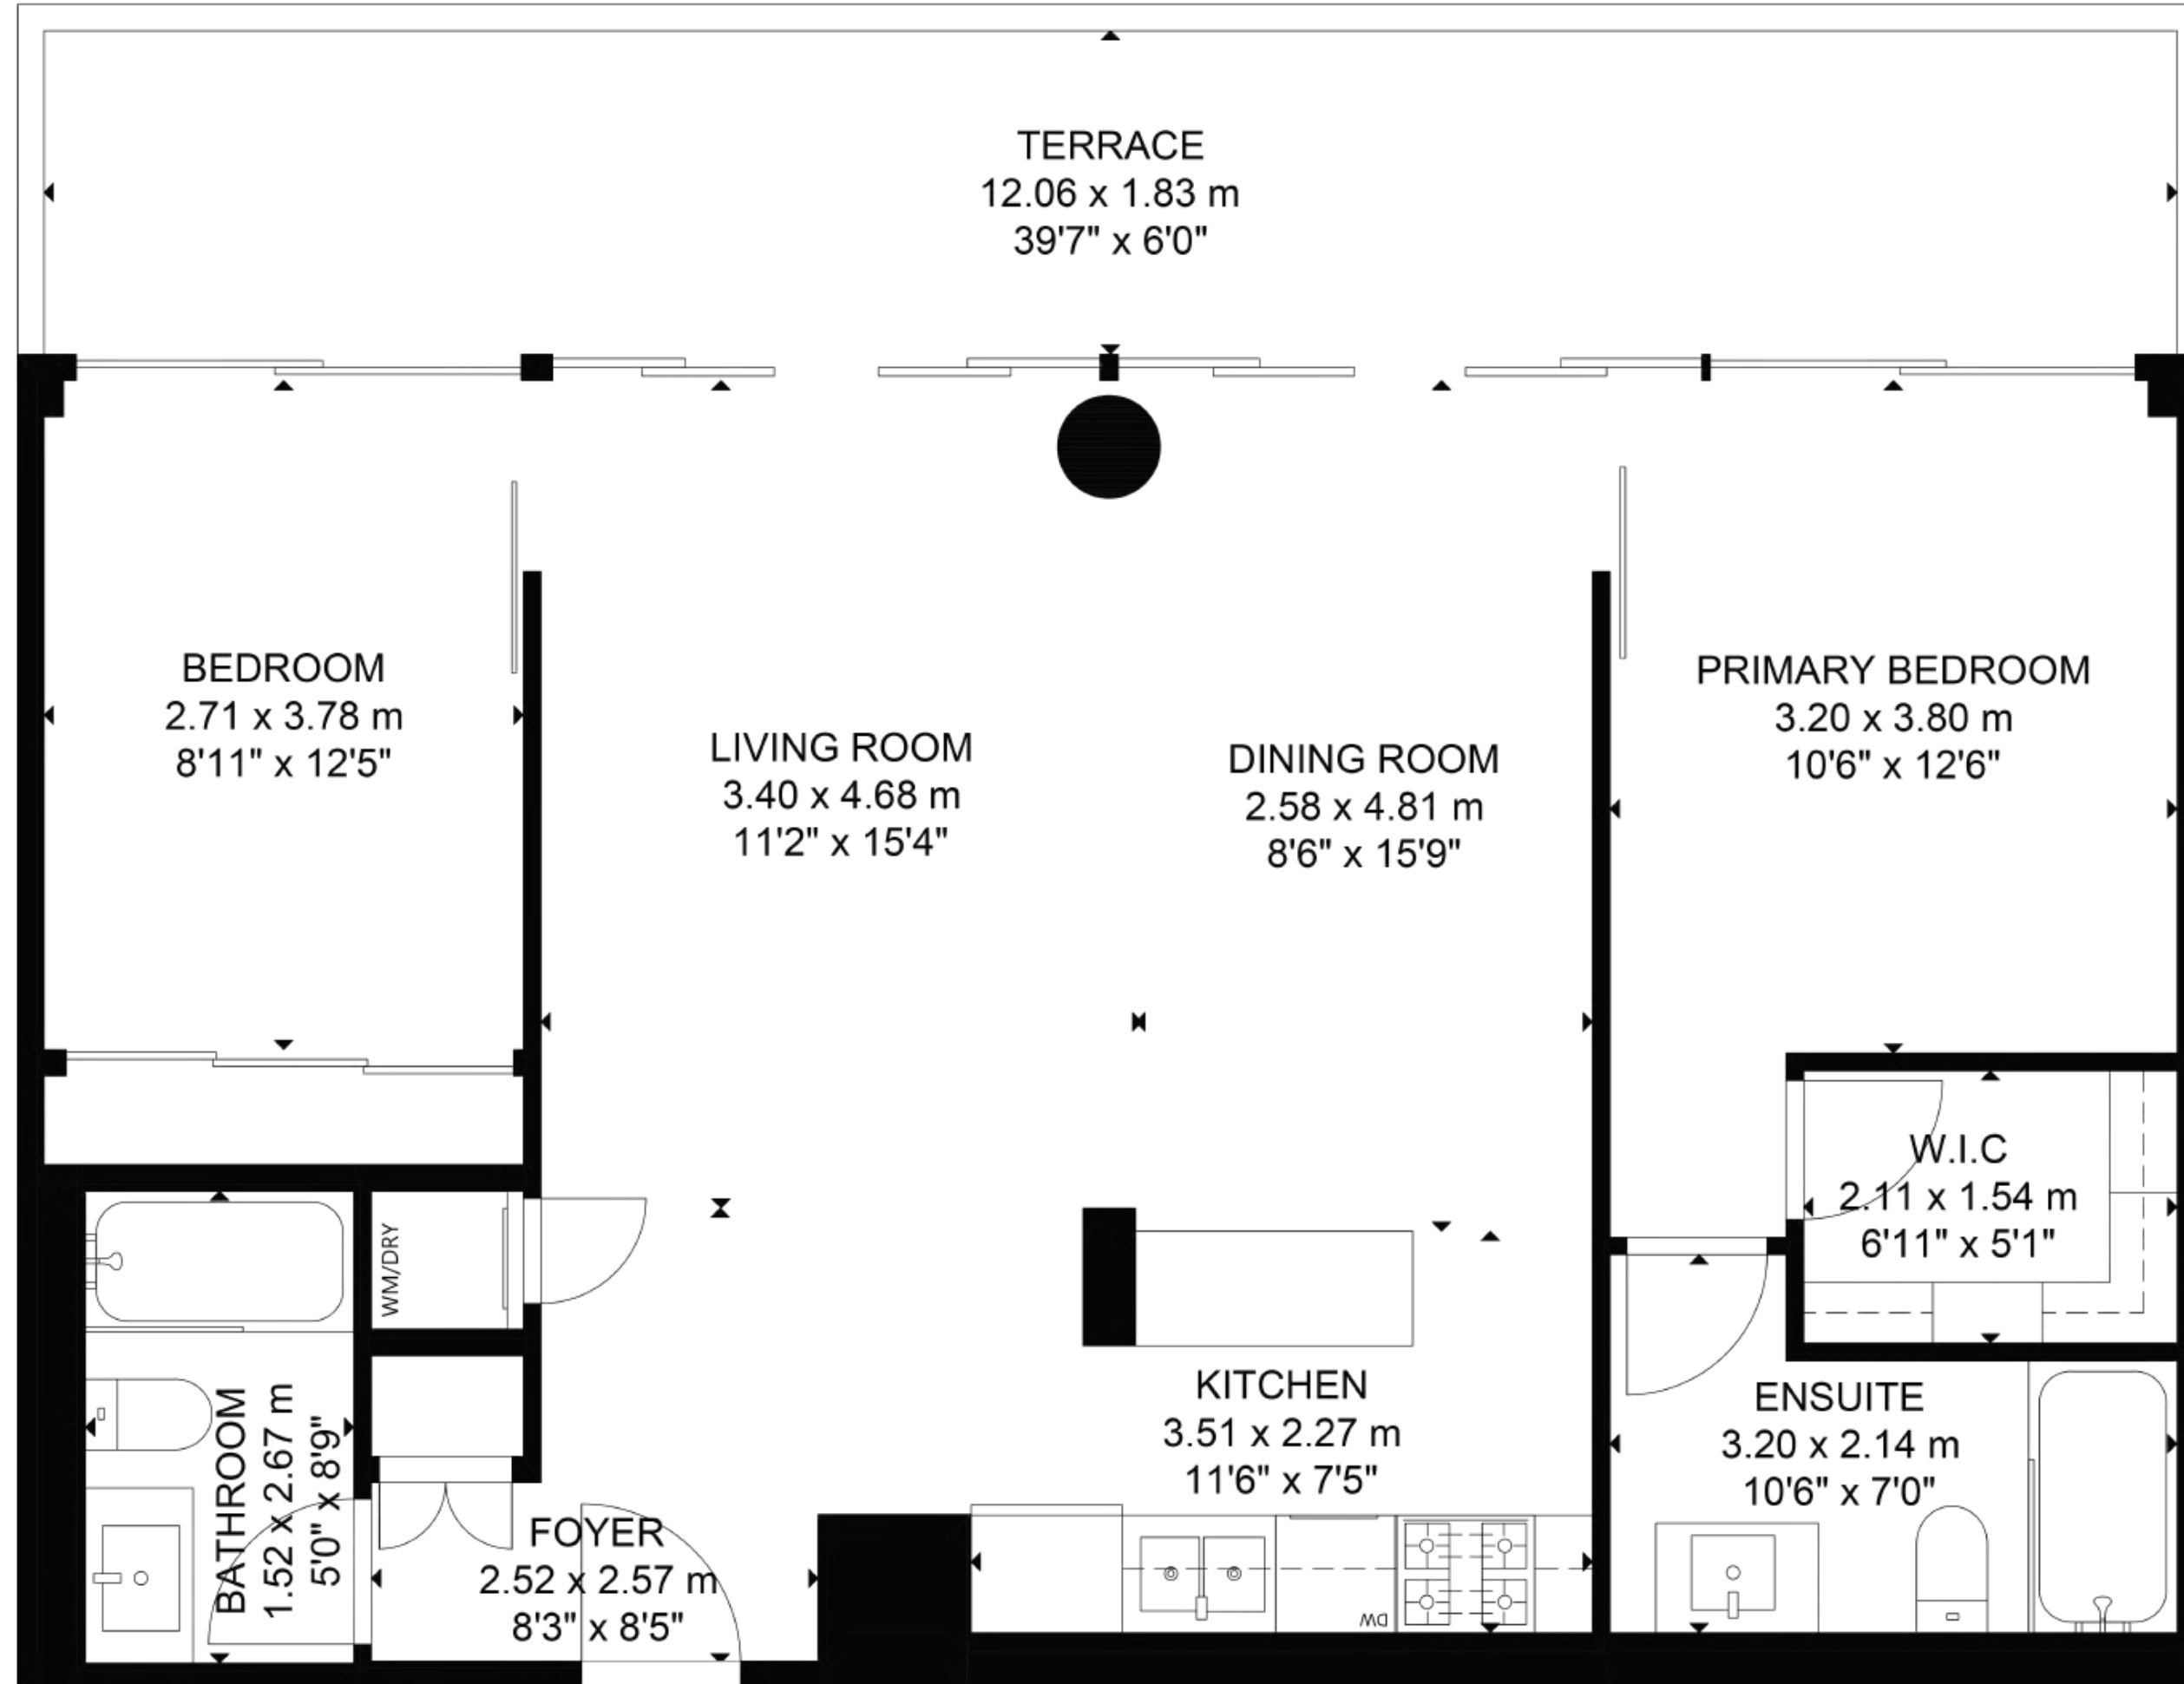 TERRACE
12.06 x 1.83 m
39'7" x 6'0"
BEDROOM
2.71 x 3.78 m
8'11" x 12'5"
LIVING ROOM
3.40 x 4.68 m
11'2" x 15'4"
DINING ROOM
2.58 x 4.81 m
8'6" x 15'9"
PRIMARY BEDROOM
3.20 x 3.80 m
10'6" x 12'6"
W.I.C
2.11 x 1.54 m
6'11" x 5'1"
WM/DRY
BATHROOM
1.52 x 2.67 m
5'0" x 8'9"
FOYER
2.52 x 2.57 m
8'3" x 8'5"
KITCHEN
3.51 x 2.27 m
11'6" x 7'5"
DW
ENSUITE
3.20 x 2.14 m
10'6" x 7'0"